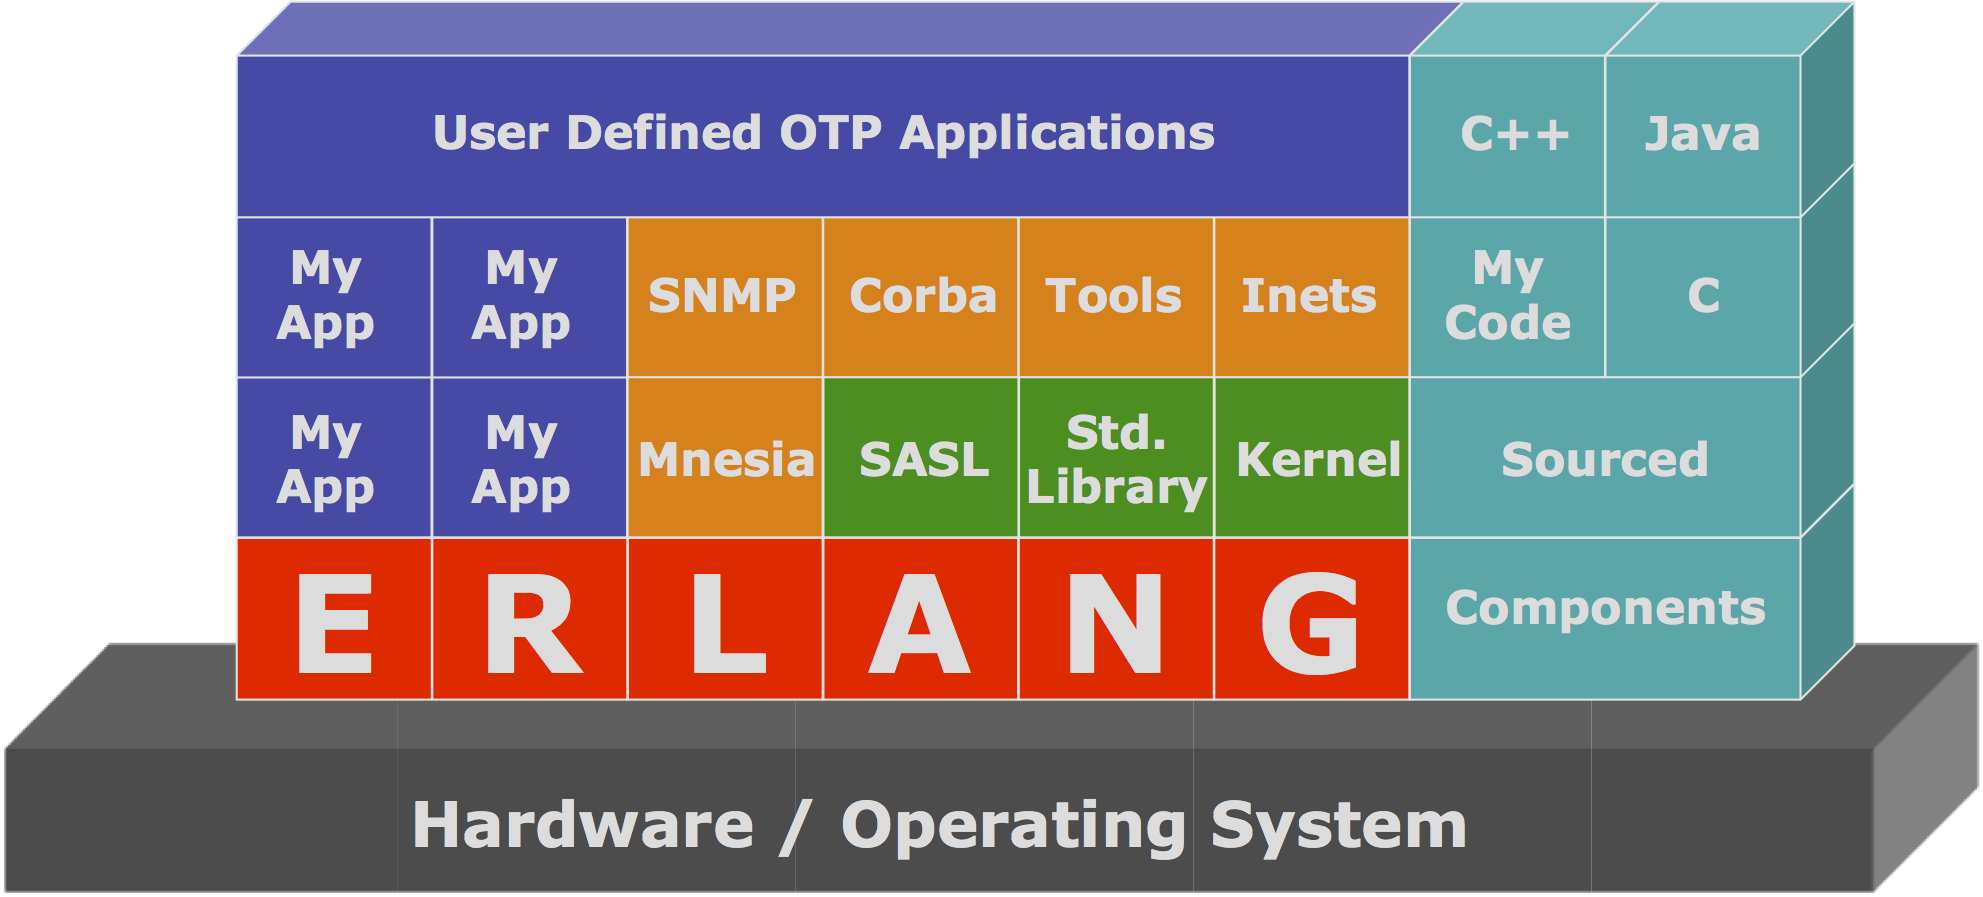 User Defined OTP Applications
C++
Java
My
App
My
App
SNMP
Corba
Tools
Inets
My
Code
C
My
App
My
App
Mnesia
SASL
Std.
Library
Kernel
Sourced
E R L A N G
Components
Hardware / Operating System